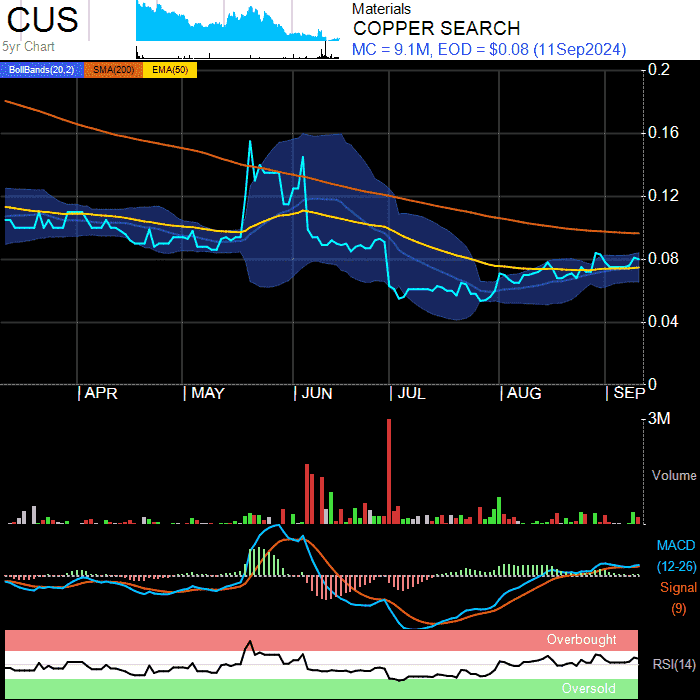 CUS
5yr Chart
Materials
COPPER SEARCH
MC = 9.1M, EOD = $0.08 (11Sep2024)
BollBands(20,2) SMA(200) EMA(50)
0.2
0.16
0.12
0.08
0.04
0
APR MAY JUN JUL AUG SEP
3M
Volume
MACD
(12-26)
Signal
(9)
Overbought
RSI(14)
Oversold